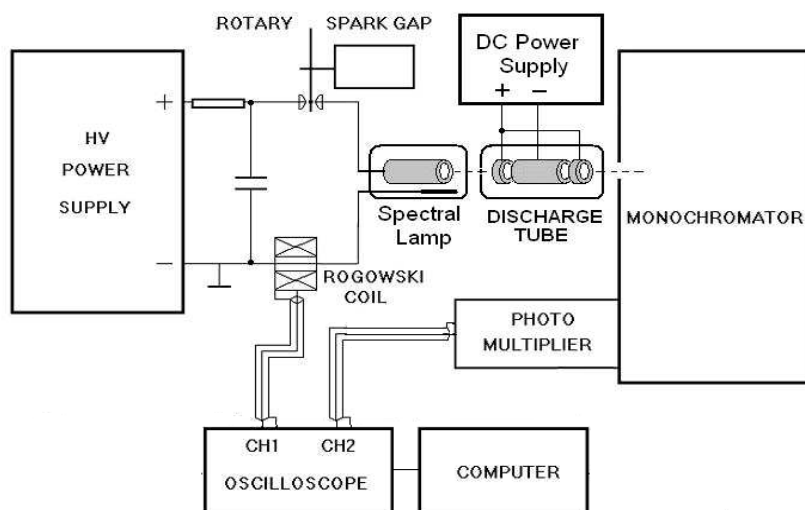 ROTARY SPARK GAP
DC Power
Supply
+ −
+
HV
POWER
SUPPLY
−
Spectral
Lamp
DISCHARGE
TUBE
MONOCHROMATOR
ROGOWSKI
COIL
PHOTO
MULTIPLIER
CH1 CH2
OSCILLOSCOPE
COMPUTER